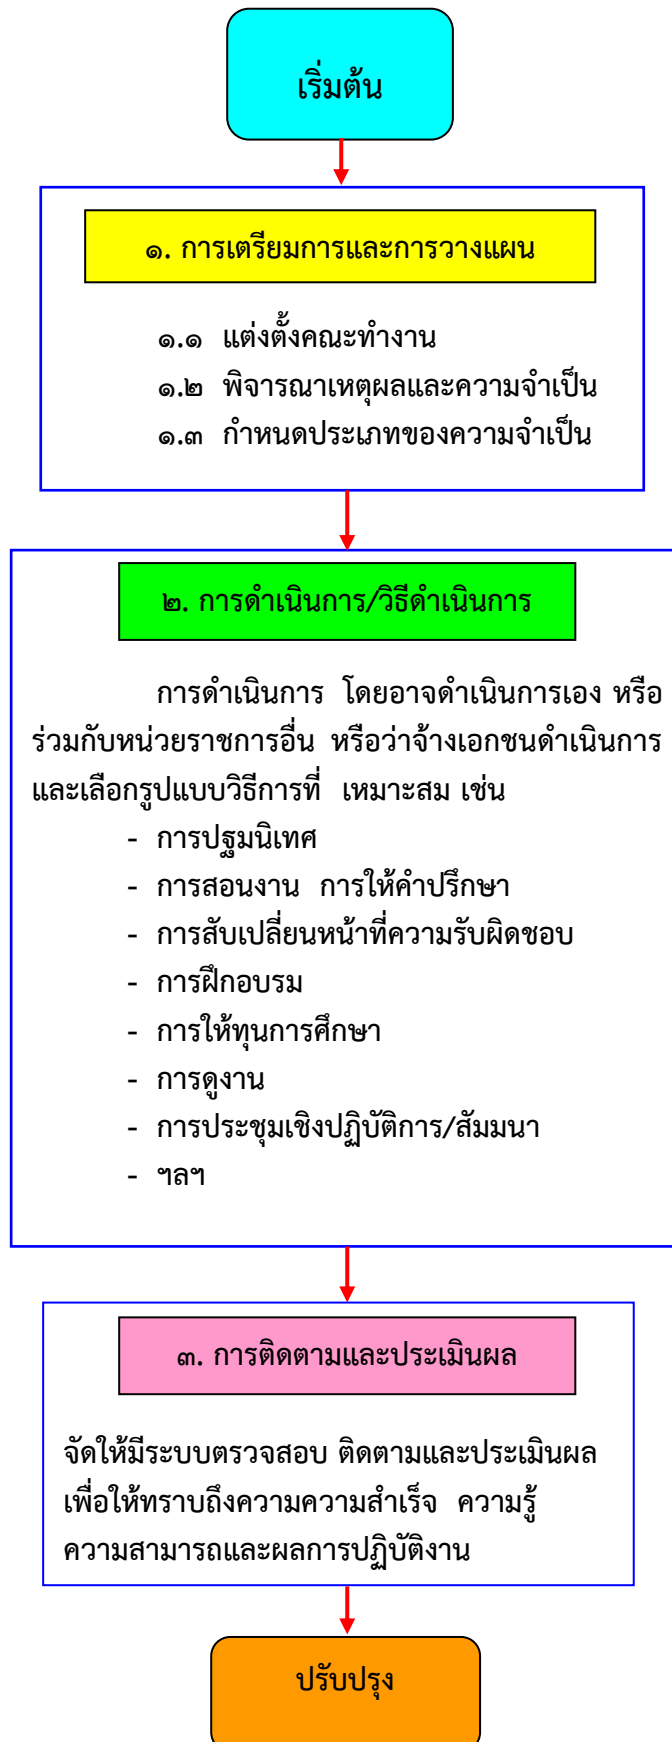 เริ่มต้น
๑. การเตรียมการและการวางแผน
๑.๑ แต่งตั้งคณะทำงาน
๑.๒ พิจารณาเหตุผลและความจำเป็น
๑.๓ กำหนดประเภทของความจำเป็น
๒. การดำเนินการ/วิธีดำเนินการ
การดำเนินการ โดยอาจดำเนินการเอง หรือ
ร่วมกับหน่วยราชการอื่น หรือว่าจ้างเอกชนดำเนินการ
และเลือกรูปแบบวิธีการที่ เหมาะสม เช่น
- การปฐมนิเทศ
- การสอนงาน การให้คำปรึกษา
- การสับเปลี่ยนหน้าที่ความรับผิดชอบ
- การฝึกอบรม
- การให้ทุนการศึกษา
- การดูงาน
- การประชุมเชิงปฏิบัติการ/สัมมนา
- ฯลฯ
๓. การติดตามและประเมินผล
จัดให้มีระบบตรวจสอบ ติดตามและประเมินผล
เพื่อให้ทราบถึงความความสำเร็จ ความรู้
ความสามารถและผลการปฏิบัติงาน
ปรับปรุง